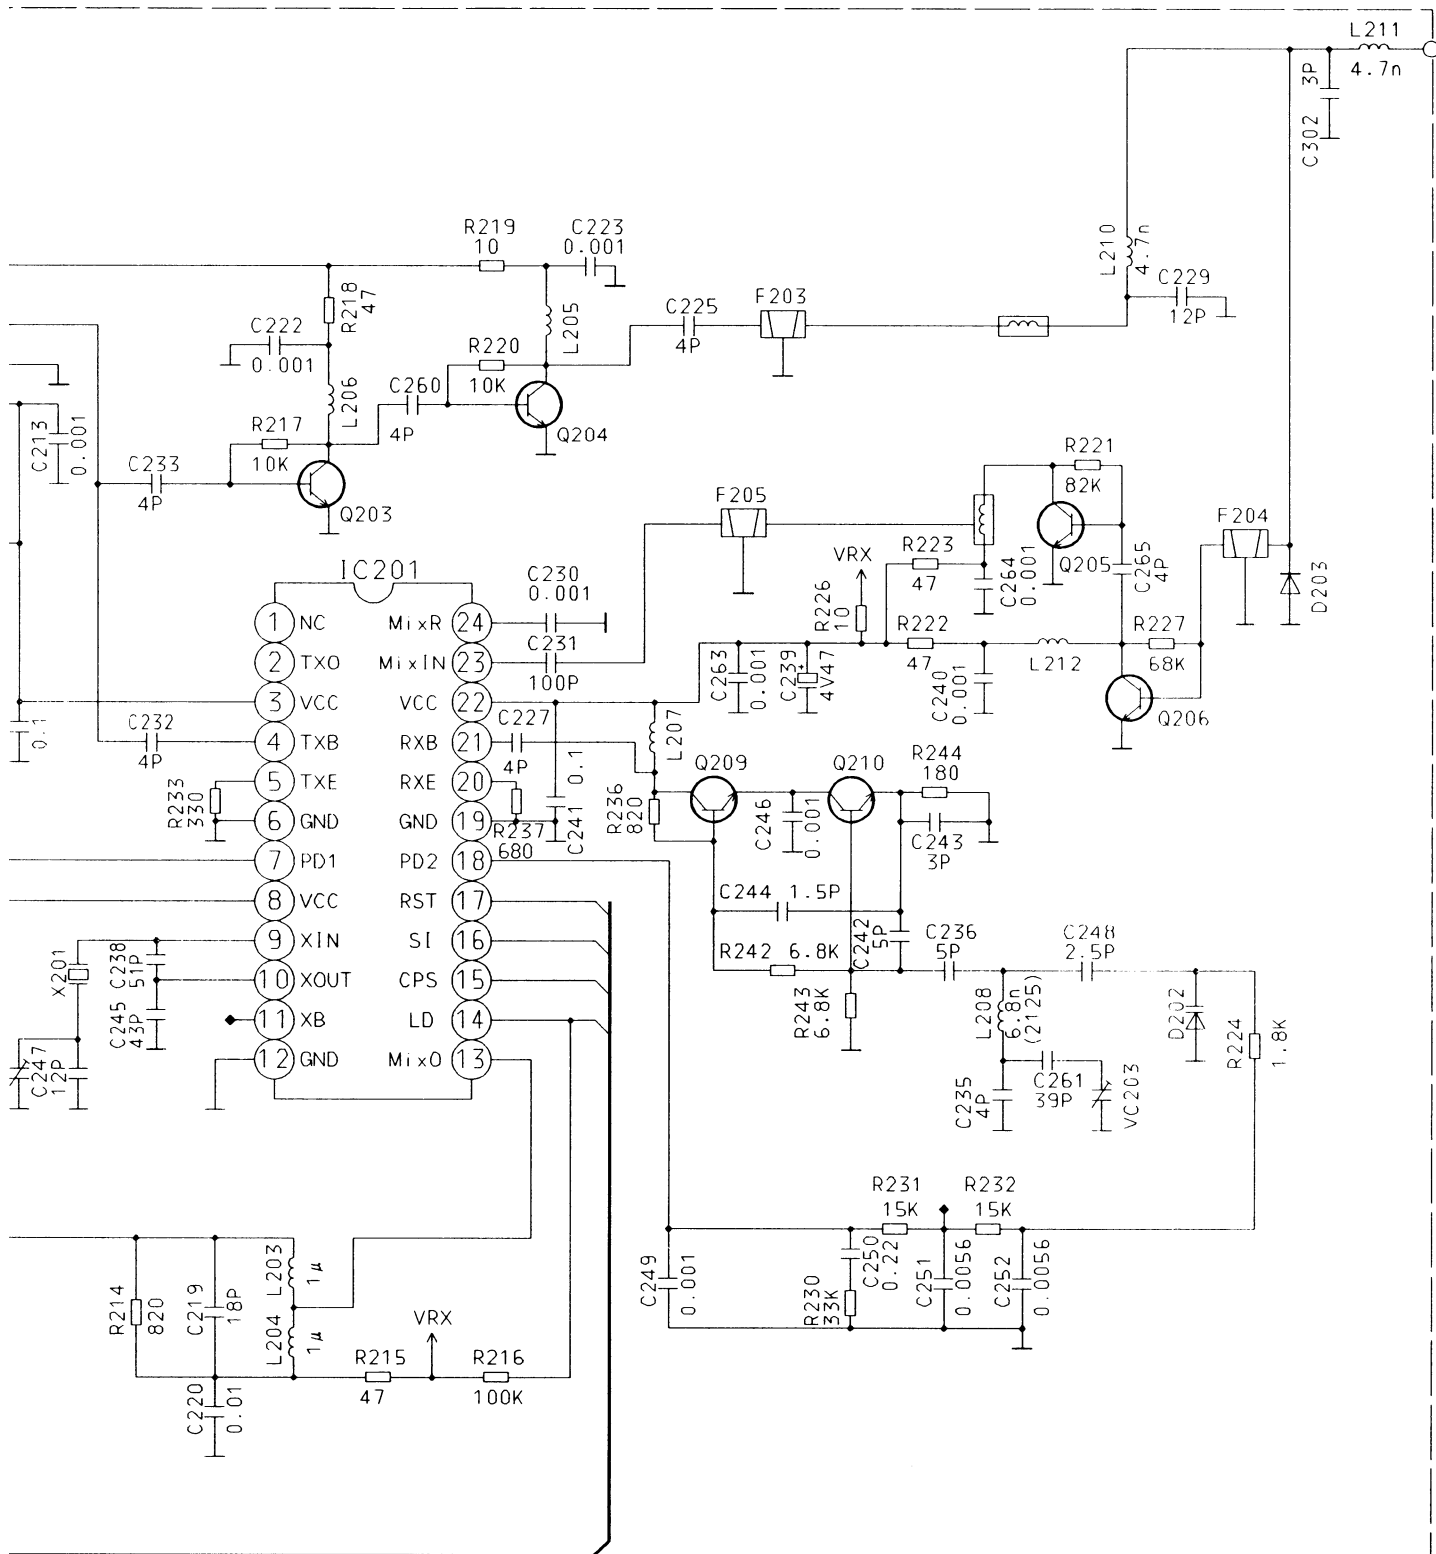 L211
4.7n
3P
C302
L210
4.7n
C229
12P
R219
10
C223
0.001
R218
47
C222
0.001
L205
C225
4P
F203
R220
10K
C260
4P
L206
Q204
R217
10K
C213
0.001
C233
4P
Q203
R221
82K
F205
F204
Q205
C265
4P
D203
VRX
R223
47
C264
0.001
R226
10
IC201
C230
0.001
1 NC
MixR 24
C231
100P
2 TXO
MixIN 23
R222
47
L212
R227
68K
C263
0.001
C239
+
4V47
C240
0.001
Q206
3 VCC
VCC 22
0.1
C232
4P
4 TXB
RXB 21
C227
4P
L207
Q209
Q210
R244
180
5 TXE
RXE 20
R233
330
R237
680
C241
0.1
R236
820
C246
0.001
C243
3P
6 GND
GND 19
7 PD1
PD2 18
8 VCC
RST 17
C244
1.5P
R242
6.8K
C242
5P
C236
5P
C248
2.5P
9 XIN
SI 16
X201
C238
51P
10 XOUT
CPS 15
C245
43P
11 XB
LD 14
12 GND
MixO 13
C247
12P
R243
6.8K
L208
6.8n
(2125)
D202
R224
1.8K
C235
4P
C261
39P
VC203
R231
15K
R232
15K
C249
0.001
C250
0.22
R230
33K
C251
0.0056
C252
0.0056
R214
820
C219
18P
L203
1μ
L204
1μ
VRX
R215
47
R216
100K
C220
0.01